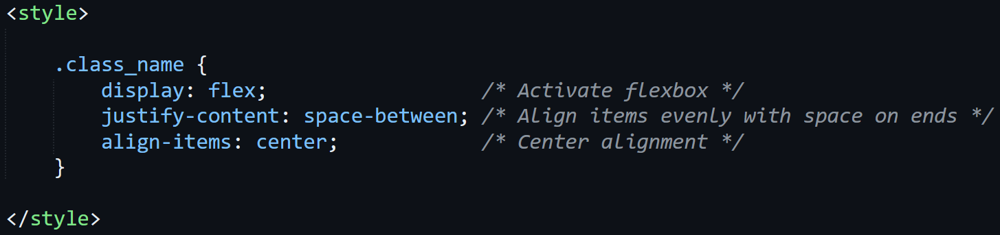 <style>
.class_name {
display: flex; /* Activate flexbox */
justify-content: space-between; /* Align items evenly with space on ends */
align-items: center; /* Center alignment */
}
</style>